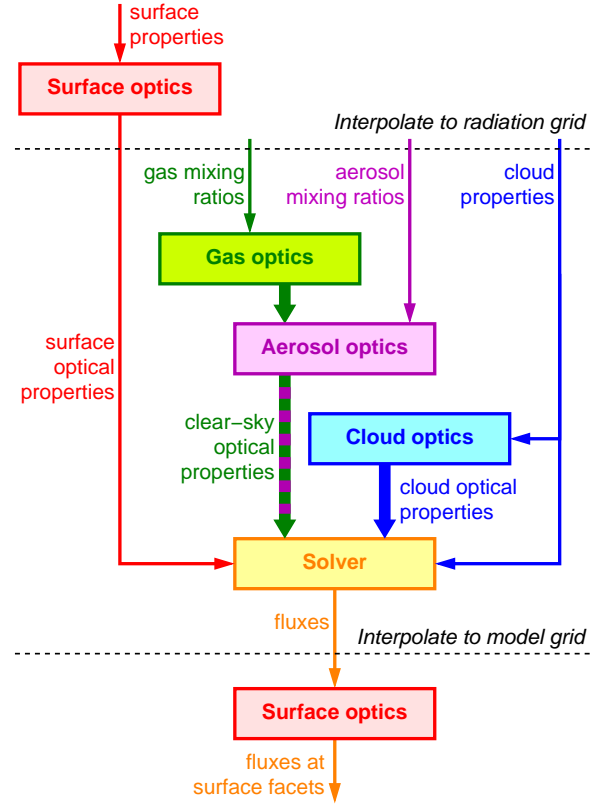 surface
properties
Surface optics
Interpolate to radiation grid
gas mixing
ratios
aerosol
mixing ratios
cloud
properties
Gas optics
Aerosol optics
surface
optical
properties
clear−sky
optical
properties
Cloud optics
cloud optical
properties
Solver
fluxes
Interpolate to model grid
Surface optics
fluxes at
surface facets